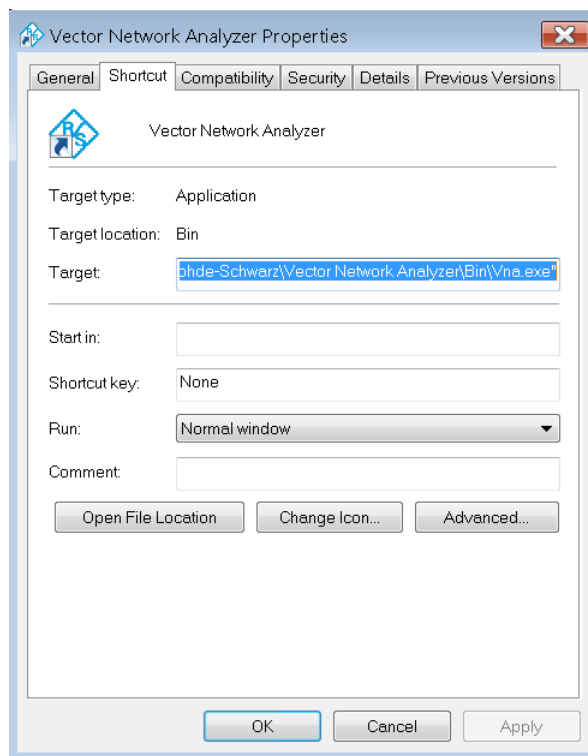 Vector Network Analyzer Properties
General Shortcut Compatibility Security Details Previous Versions
R S
Vector Network Analyzer
Target type: Application
Target location: Bin
Target: ohde-Schwarz\Vector Network Analyzer\Bin\Vna.exe"
Start in:
Shortcut key: None
Run: Normal window
Comment:
Open File Location Change Icon... Advanced...
OK Cancel Apply